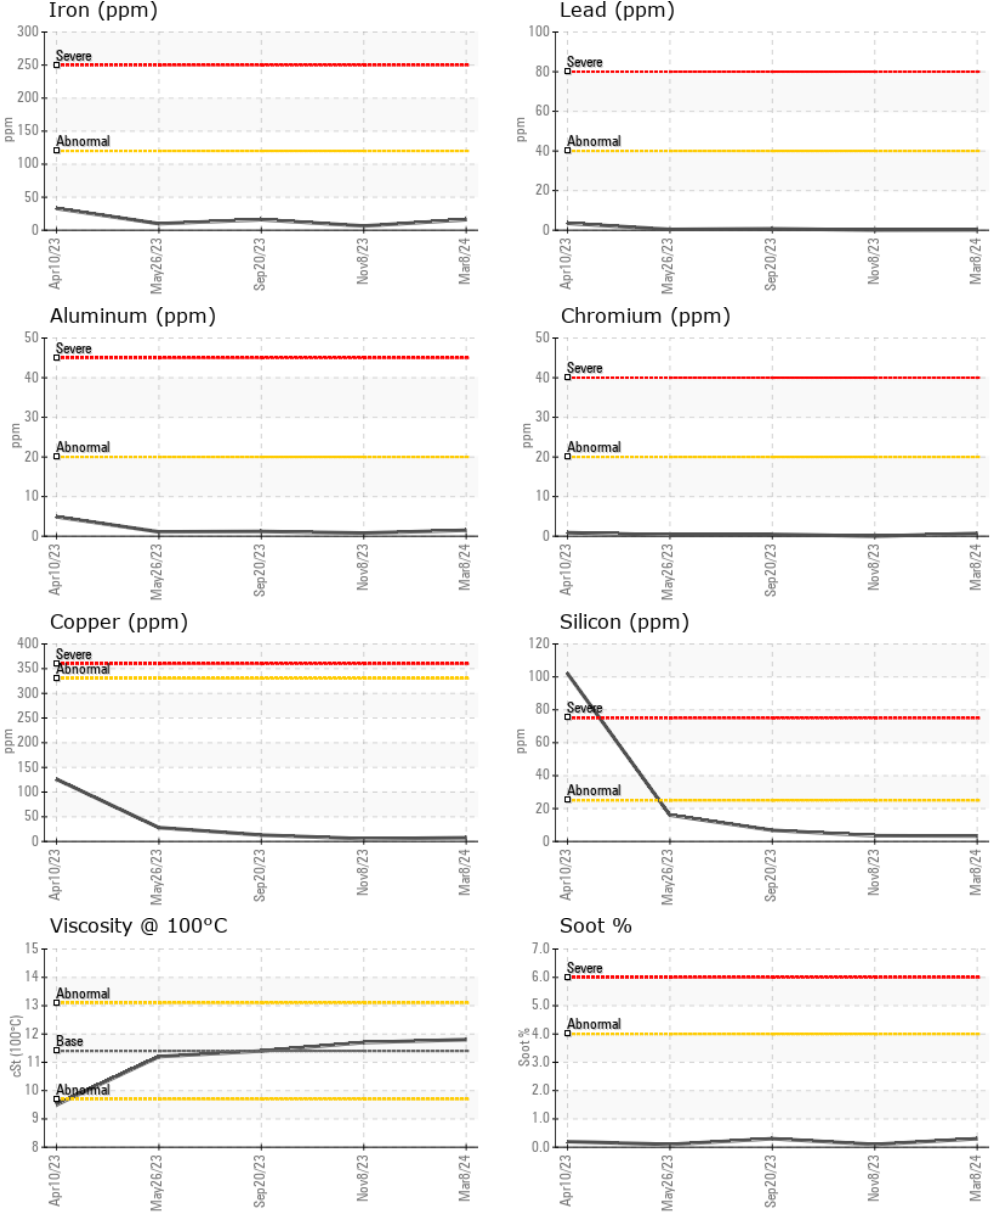 Iron (ppm)
300
250
200
150
100
50
0
ppm
Severe
Abnormal
Apr10/23
May26/23
Sep20/23
Nov8/23
Mar8/24
Lead (ppm)
100
80
60
40
20
0
ppm
Severe
Abnormal
Apr10/23
May26/23
Sep20/23
Nov8/23
Mar8/24
Aluminum (ppm)
50
40
30
20
10
0
ppm
Severe
Abnormal
Apr10/23
May26/23
Sep20/23
Nov8/23
Mar8/24
Chromium (ppm)
50
40
30
20
10
0
ppm
Severe
Abnormal
Apr10/23
May26/23
Sep20/23
Nov8/23
Mar8/24
Copper (ppm)
400
350
300
250
200
150
100
50
0
ppm
Severe
Abnormal
Apr10/23
May26/23
Sep20/23
Nov8/23
Mar8/24
Silicon (ppm)
120
100
80
60
40
20
0
ppm
Severe
Abnormal
Apr10/23
May26/23
Sep20/23
Nov8/23
Mar8/24
Viscosity @ 100°C
15
14
13
12
11
10
9
8
cSt (100°C)
Abnormal
Base
Abnormal
Apr10/23
May26/23
Sep20/23
Nov8/23
Mar8/24
Soot %
7.0
6.0
5.0
4.0
3.0
2.0
1.0
0.0
Soot %
Severe
Abnormal
Apr10/23
May26/23
Sep20/23
Nov8/23
Mar8/24